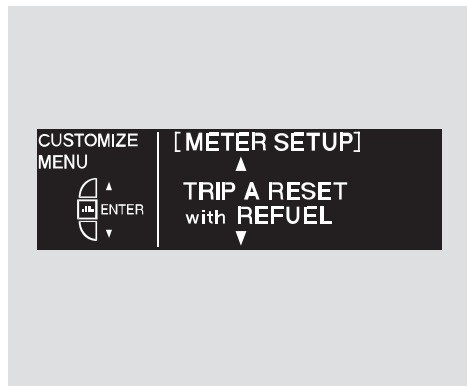 CUSTOMIZE
MENU
ENTER
[METER SETUP]
TRIP A RESET
with REFUEL